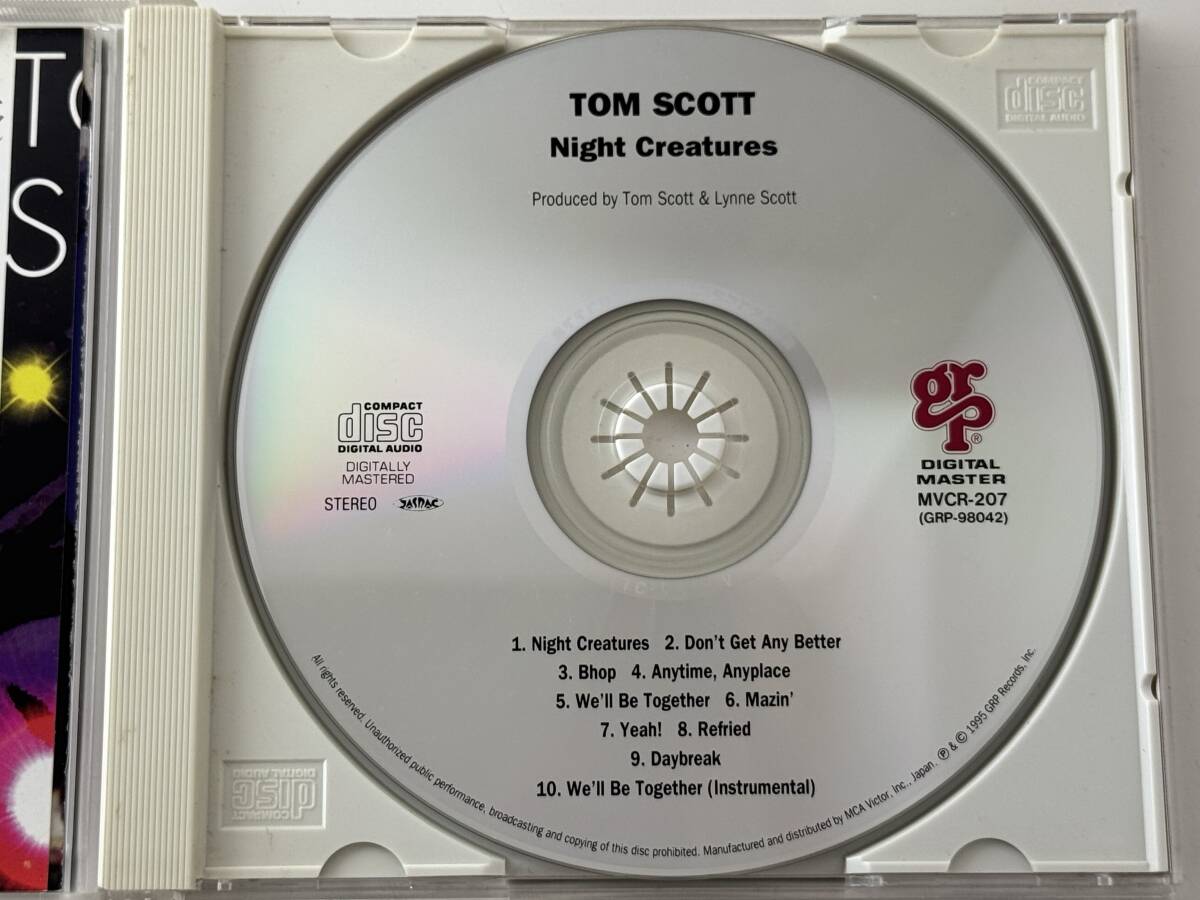 TOM SCOTT
Night Creatures
Produced by Tom Scott & Lynne Scott
COMPACT
disc
DIGITAL AUDIO
COMPACT
disc
DIGITAL AUDIO
DIGITALLY
MASTERED
STEREO JASRAC
grp®
DIGITAL
MASTER
MVCR-207
(GRP-98042)
1. Night Creatures 2. Don't Get Any Better
3. Bhop 4. Anytime, Anyplace
5. We'll Be Together 6. Mazin'
7. Yeah! 8. Refried
9. Daybreak
10. We'll Be Together (Instrumental)
All rights reserved. Unauthorized public performance, broadcasting and copying of this disc prohibited. Manufactured and distributed by MCA Victor, Inc., Japan. ℗ & © 1995 GRP Records, Inc.
COMPACT
disc
DIGITAL AUDIO